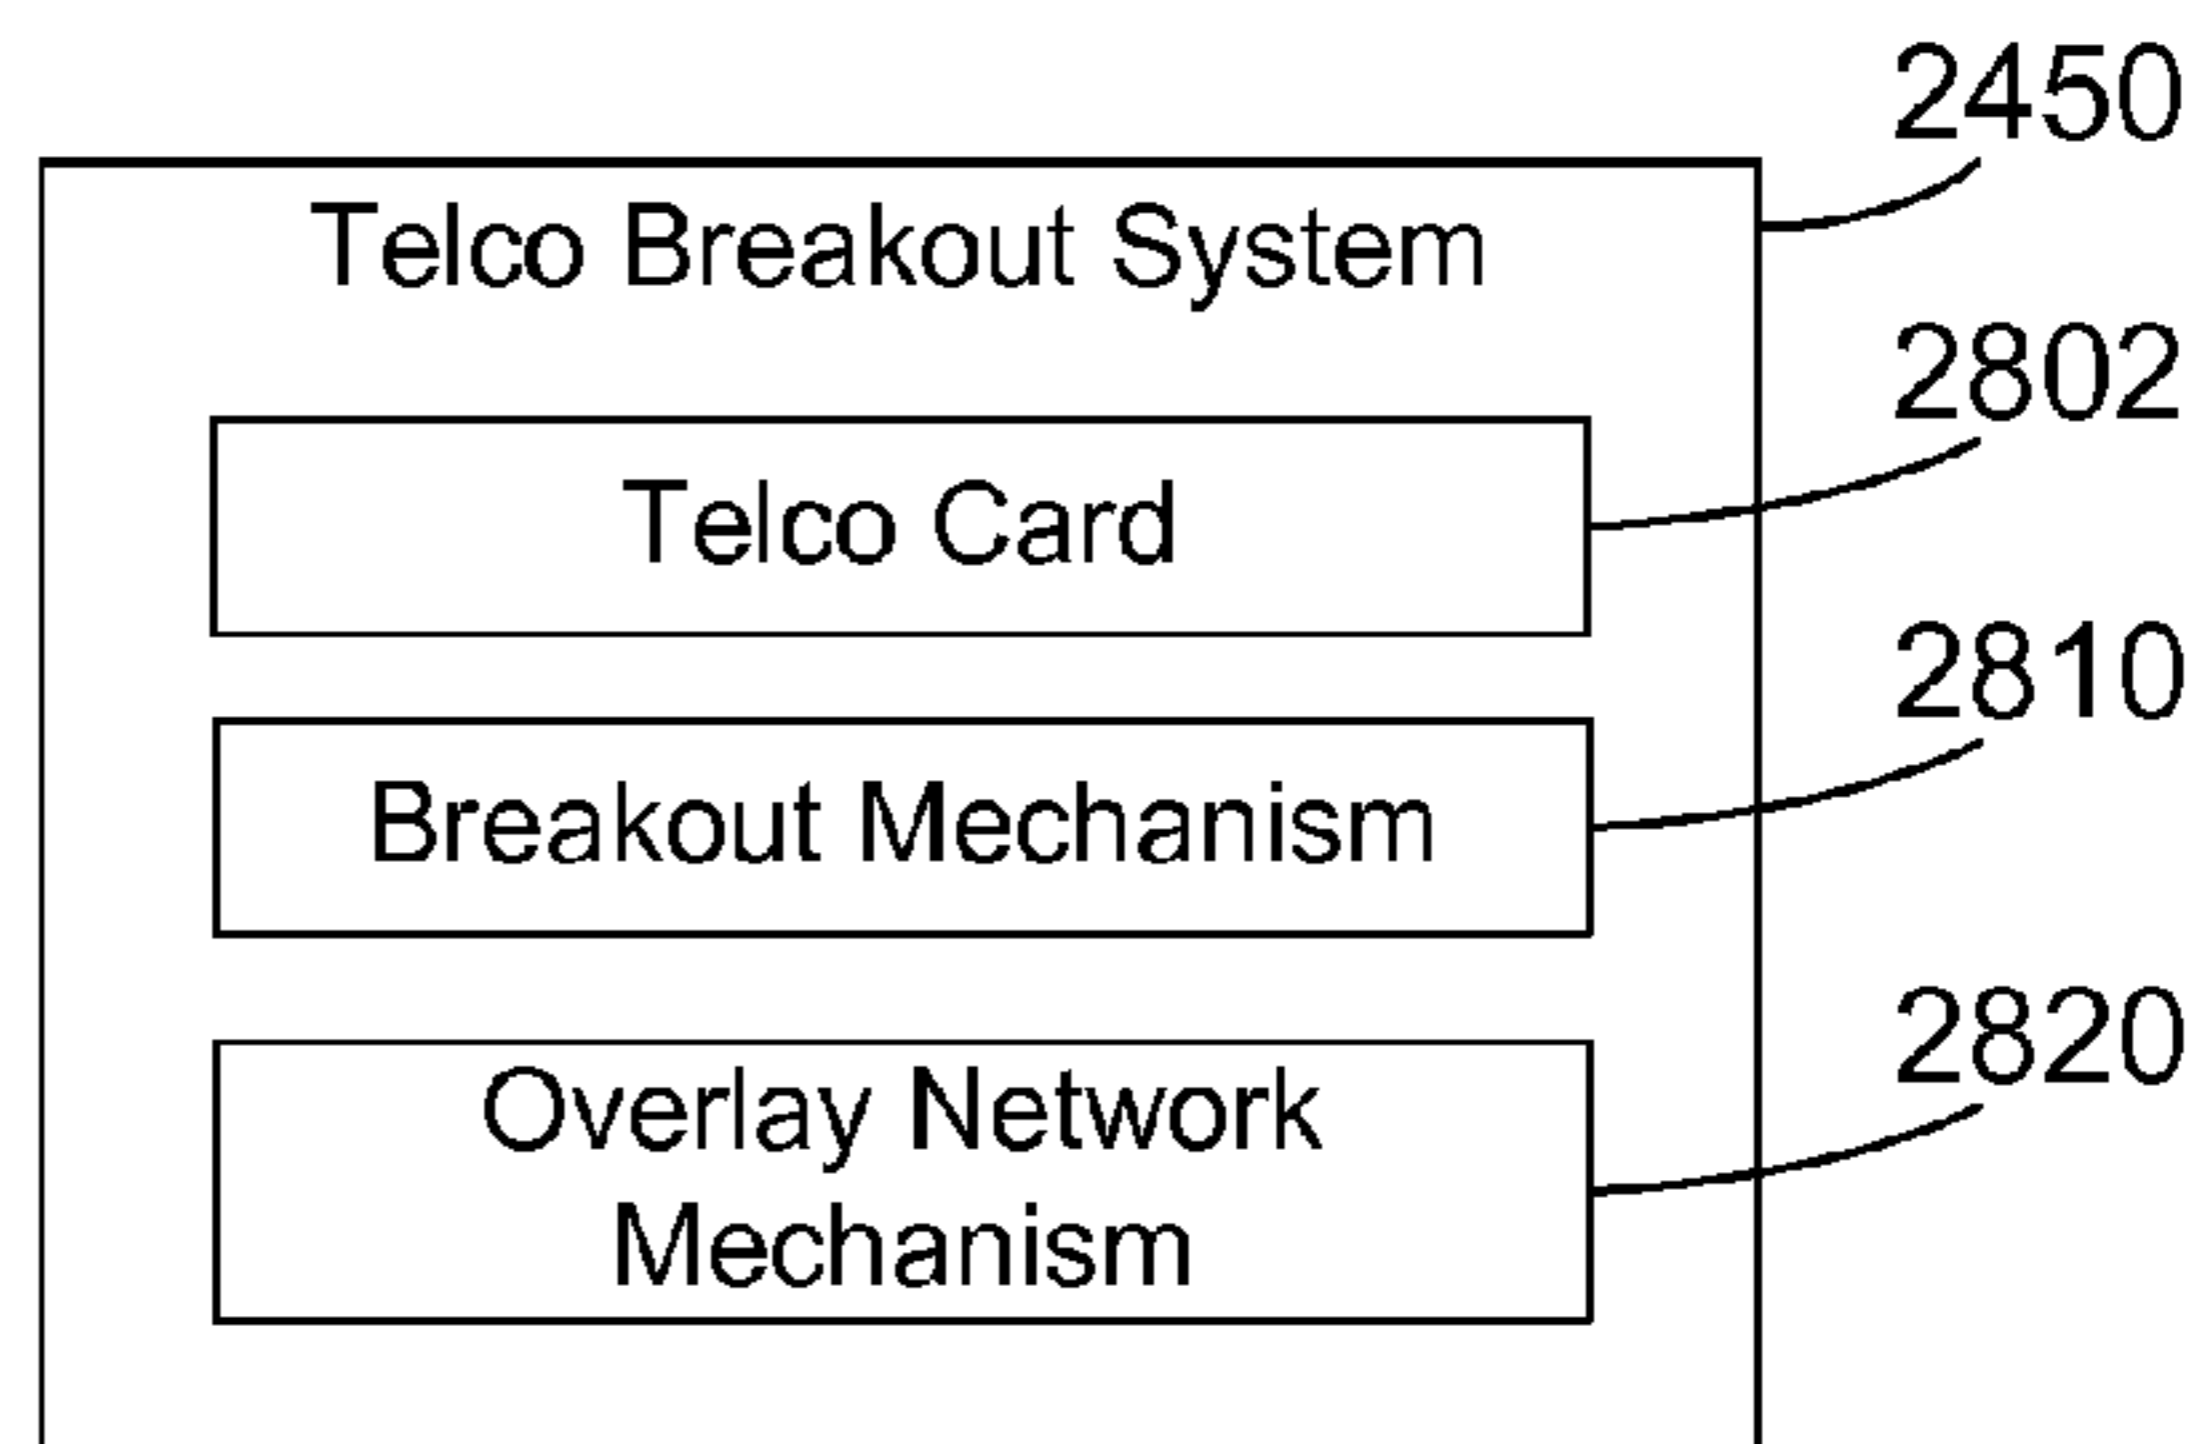 2450
Telco Breakout System
2802
Telco Card
2810
Breakout Mechanism
2820
Overlay Network
Mechanism